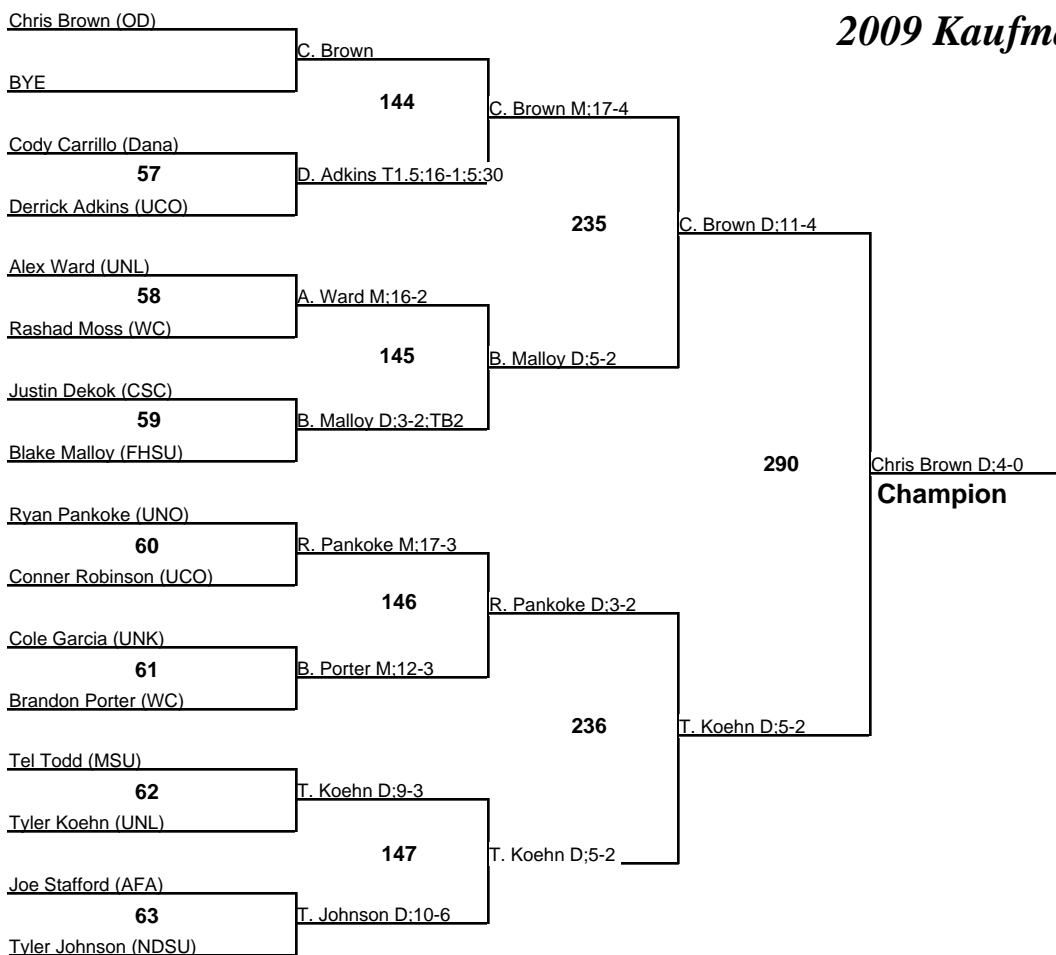 2009 Kaufma
Chris Brown (OD)
BYE
Cody Carrillo (Dana)
57
Derrick Adkins (UCO)
Alex Ward (UNL)
58
Rashad Moss (WC)
Justin Dekok (CSC)
59
Blake Malloy (FHSU)
Ryan Pankoke (UNO)
60
Conner Robinson (UCO)
Cole Garcia (UNK)
61
Brandon Porter (WC)
Tel Todd (MSU)
62
Tyler Koehn (UNL)
Joe Stafford (AFA)
63
Tyler Johnson (NDSU)
C. Brown
144
D. Adkins T1.5;16-1;5:30
A. Ward M;16-2
145
B. Malloy D;3-2;TB2
R. Pankoke M;17-3
146
B. Porter M;12-3
T. Koehn D;9-3
147
T. Johnson D;10-6
C. Brown M;17-4
235
B. Malloy D;5-2
R. Pankoke D;3-2
236
T. Koehn D;5-2
C. Brown D;11-4
290
T. Koehn D;5-2
Chris Brown D;4-0
Champion